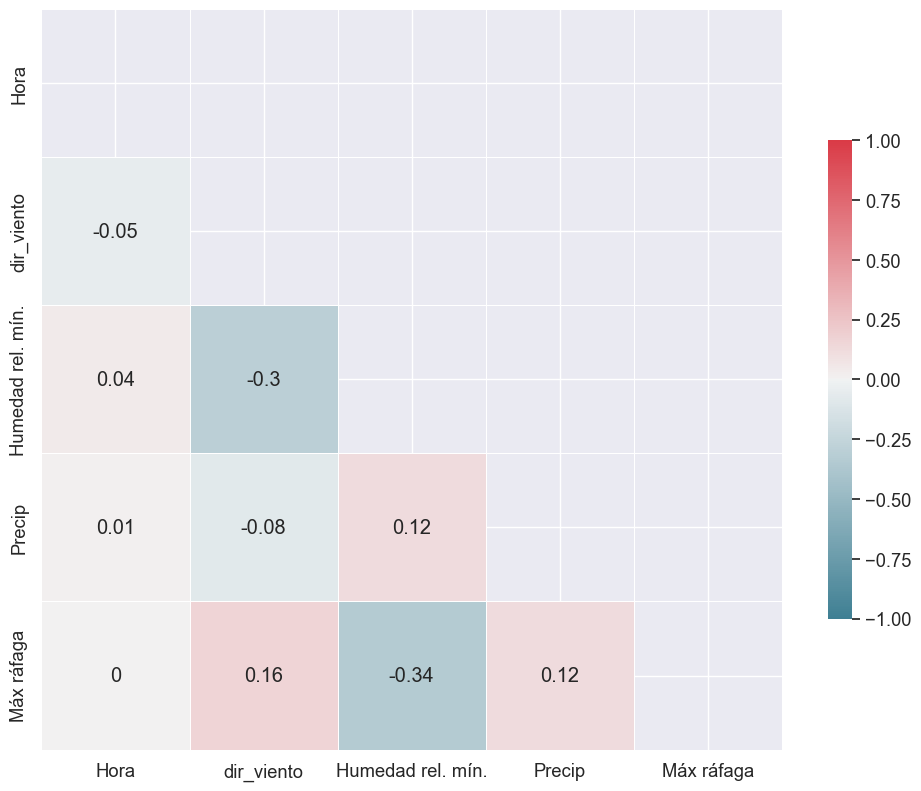 Hora
dir_viento
-0.05
Humedad rel. mín.
0.04
-0.3
Precip
0.01
-0.08
0.12
Máx ráfaga
0
0.16
-0.34
0.12
Hora
dir_viento
Humedad rel. mín.
Precip
Máx ráfaga
1.00
0.75
0.50
0.25
0.00
−0.25
−0.50
−0.75
−1.00